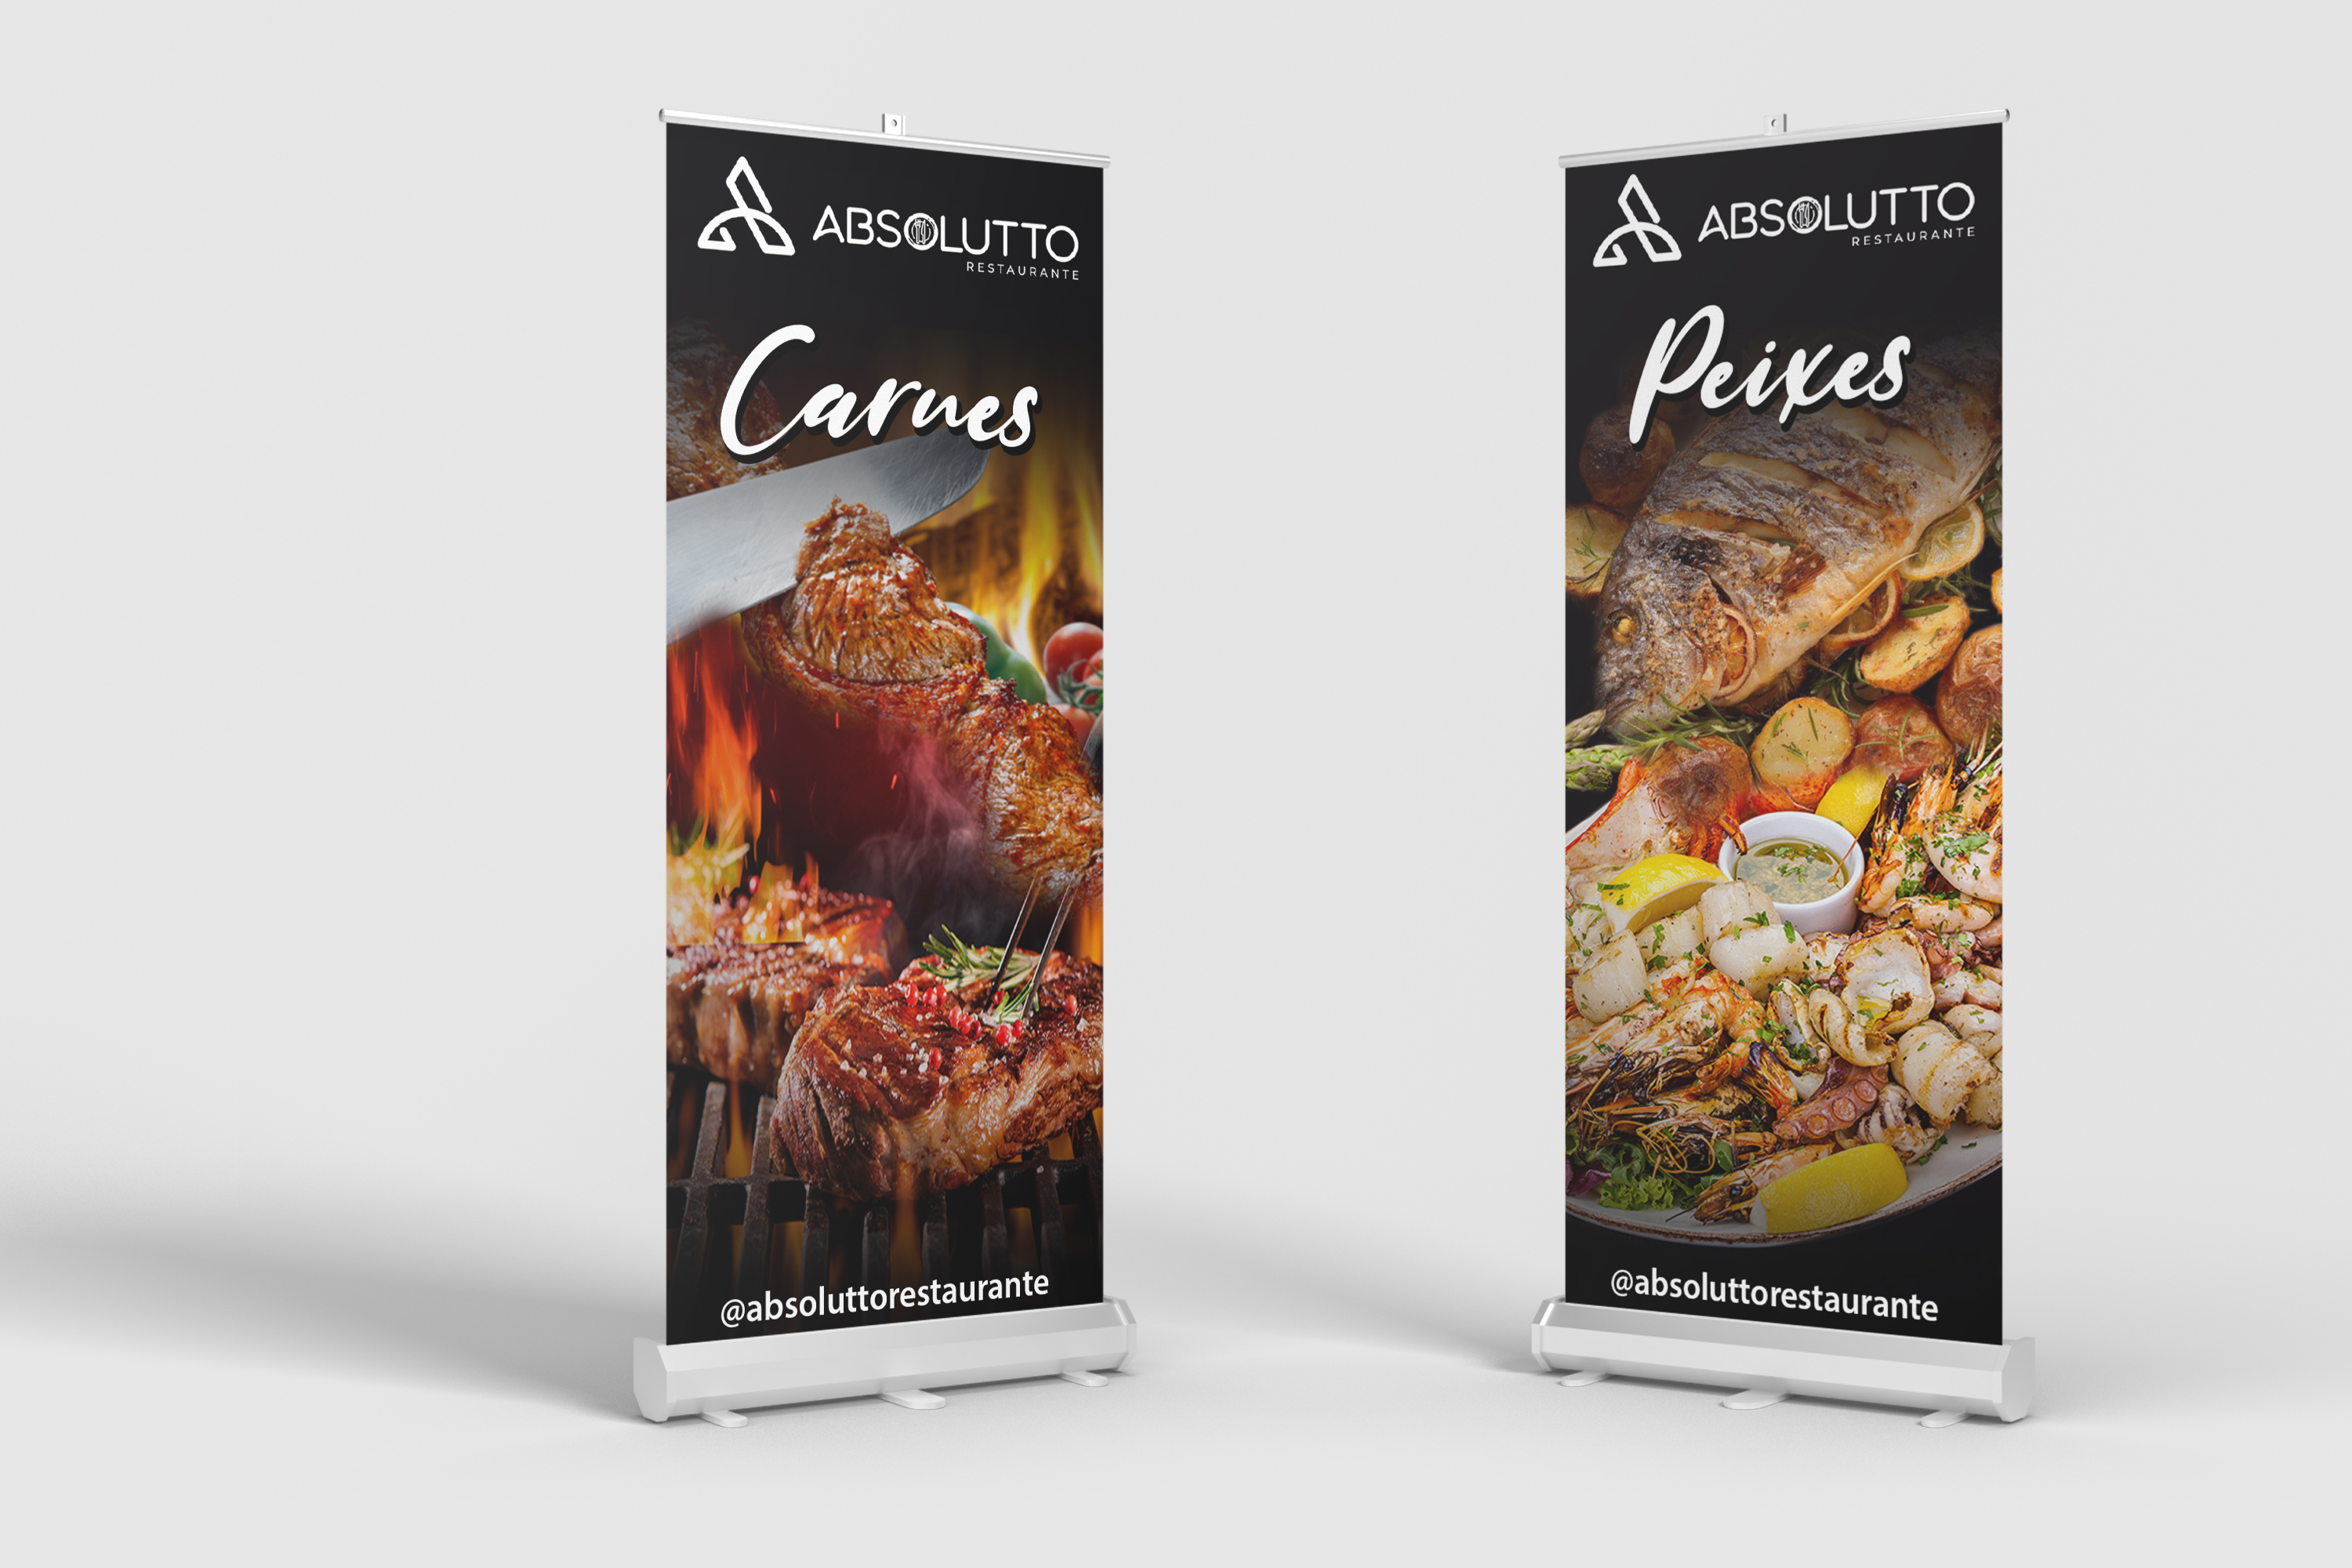 ABSOLUTTO
RESTAURANTE
Carnes
@absoluttorestaurante
ABSOLUTTO
RESTAURANTE
Peixes
@absoluttorestaurante